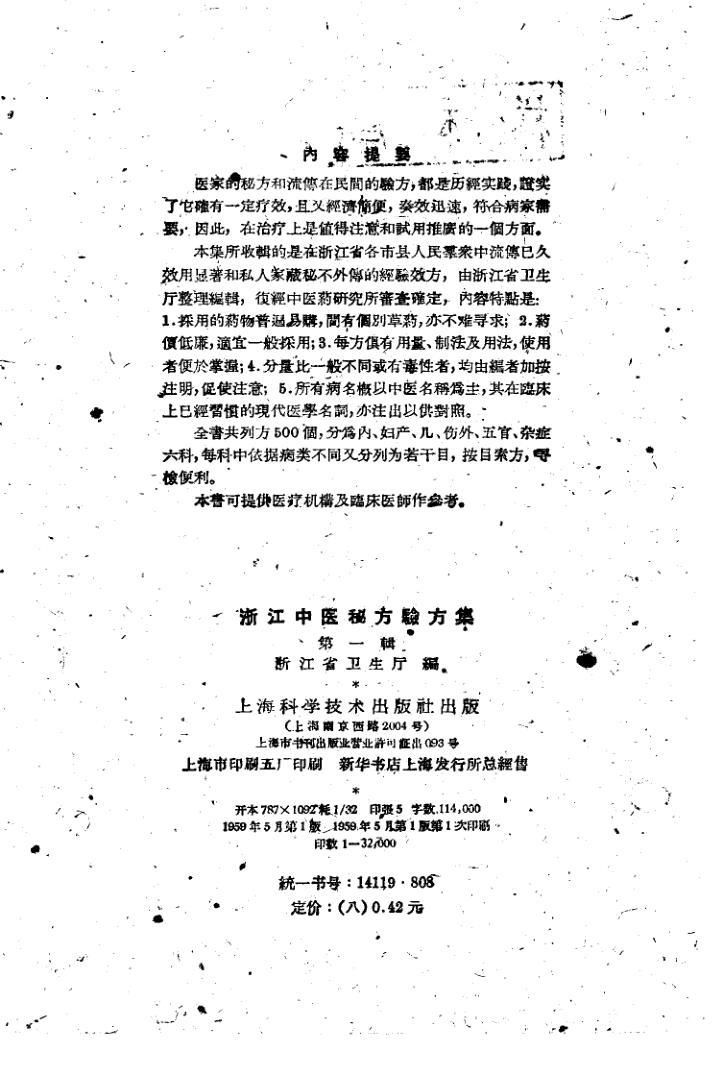 內容提要
医家的秘方和流傳在民間的驗方,都是历經实践,證实
了它確有一定疗效,且又經濟簡便,奏效迅速,符合病家需
要,因此,在治疗上是值得注意和試用推廣的一個方面。
本集所收輯的是在浙江省各市县人民羣衆中流傳已久
效用显著和私人家藏秘不外傳的經驗效方,由浙江省卫生
厅整理編輯,復經中医葯研究所審查確定,內容特點是:
1.採用的葯物普遍易購,間有個別草葯,亦不难寻求;2.葯
價低廉,適宜一般採用;3.每方俱有用量、制法及用法,使用
者便於掌握;4.分量比一般不同或有毒性者,均由編者加按
注明,促使注意;5.所有病名概以中医名稱為主,其在臨床
上已經習慣的現代医學名詞,亦注出以供對照。
全書共列方500個,分為內、妇产、儿、伤外、五官、杂症
六科,每科中依据病类不同又分列为若干目,按目索方,尋
檢便利。
本書可提供医疗机構及臨床医師作參考。
浙江中医秘方驗方集
第一輯
浙江省卫生厅編
*
上海科学技术出版社出版
(上海南京西路2004号)
上海市书刊出版业营业許可証出093号
上海市印刷五厂印刷 新华书店上海发行所总經售
*
开本787×1092耗1/32 印張5 字数114,000
1959年5月第1版 1959年5月第1版第1次印刷
印数1—32,000
統一书号:14119·808
定价:(八)0.42元